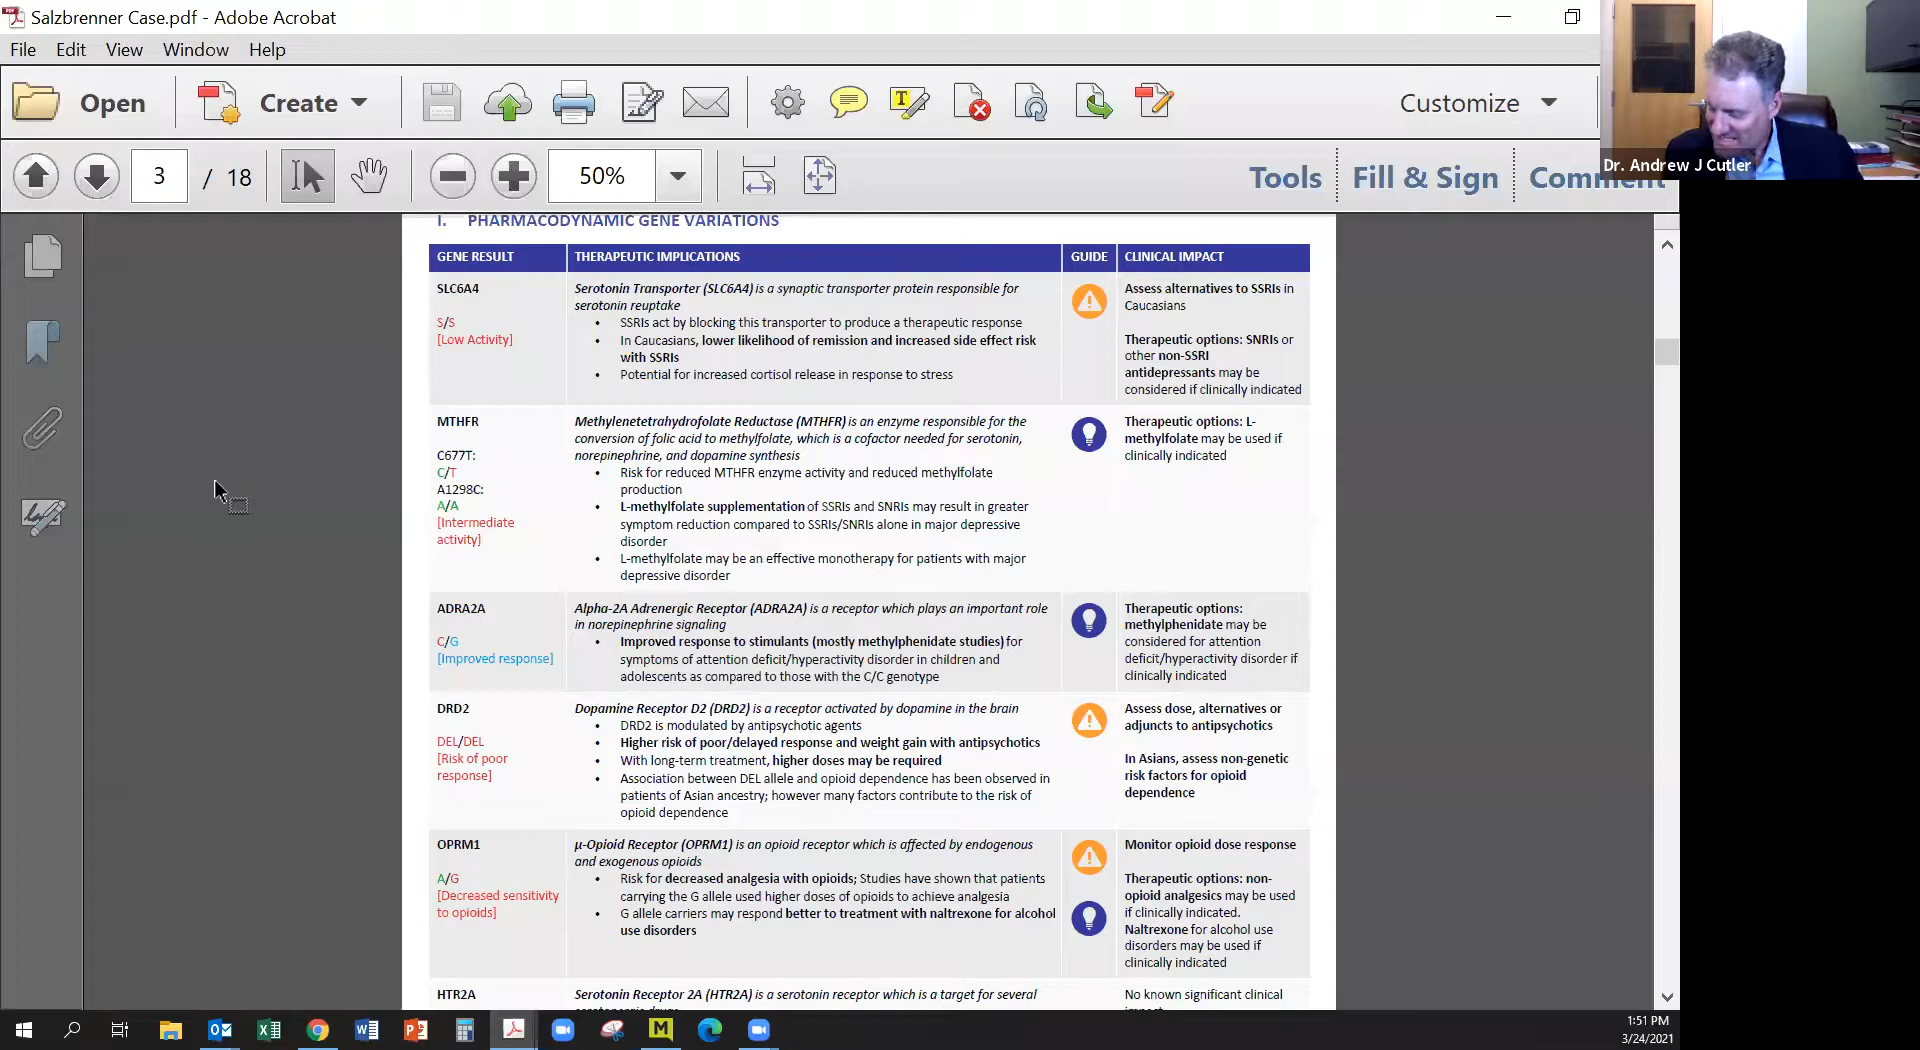 Salzbrenner Case.pdf - Adobe Acrobat
File Edit View Window Help
Open Create Customize
3 / 18 50% Tools Fill & Sign Comment
Dr. Andrew J Cutler
I. PHARMACODYNAMIC GENE VARIATIONS
GENE RESULT THERAPEUTIC IMPLICATIONS GUIDE CLINICAL IMPACT
SLC6A4
S/S
[Low Activity]
Serotonin Transporter (SLC6A4) is a synaptic transporter protein responsible for
serotonin reuptake
• SSRIs act by blocking this transporter to produce a therapeutic response
• In Caucasians, lower likelihood of remission and increased side effect risk
with SSRIs
• Potential for increased cortisol release in response to stress
Assess alternatives to SSRIs in
Caucasians
Therapeutic options: SNRIs or
other non-SSRI
antidepressants may be
considered if clinically indicated
MTHFR
C677T:
C/T
A1298C:
A/A
[Intermediate
activity]
Methylenetetrahydrofolate Reductase (MTHFR) is an enzyme responsible for the
conversion of folic acid to methylfolate, which is a cofactor needed for serotonin,
norepinephrine, and dopamine synthesis
• Risk for reduced MTHFR enzyme activity and reduced methylfolate
production
• L-methylfolate supplementation of SSRIs and SNRIs may result in greater
symptom reduction compared to SSRIs/SNRIs alone in major depressive
disorder
• L-methylfolate may be an effective monotherapy for patients with major
depressive disorder
Therapeutic options: L-
methylfolate may be used if
clinically indicated
ADRA2A
C/G
[Improved response]
Alpha-2A Adrenergic Receptor (ADRA2A) is a receptor which plays an important role
in norepinephrine signaling
• Improved response to stimulants (mostly methylphenidate studies) for
symptoms of attention deficit/hyperactivity disorder in children and
adolescents as compared to those with the C/C genotype
Therapeutic options:
methylphenidate may be
considered for attention
deficit/hyperactivity disorder if
clinically indicated
DRD2
DEL/DEL
[Risk of poor
response]
Dopamine Receptor D2 (DRD2) is a receptor activated by dopamine in the brain
• DRD2 is modulated by antipsychotic agents
• Higher risk of poor/delayed response and weight gain with antipsychotics
• With long-term treatment, higher doses may be required
• Association between DEL allele and opioid dependence has been observed in
patients of Asian ancestry; however many factors contribute to the risk of
opioid dependence
Assess dose, alternatives or
adjuncts to antipsychotics
In Asians, assess non-genetic
risk factors for opioid
dependence
OPRM1
A/G
[Decreased sensitivity
to opioids]
μ-Opioid Receptor (OPRM1) is an opioid receptor which is affected by endogenous
and exogenous opioids
• Risk for decreased analgesia with opioids; Studies have shown that patients
carrying the G allele used higher doses of opioids to achieve analgesia
• G allele carriers may respond better to treatment with naltrexone for alcohol
use disorders
Monitor opioid dose response
Therapeutic options: non-
opioid analgesics may be used
if clinically indicated.
Naltrexone for alcohol use
disorders may be used if
clinically indicated
HTR2A
Serotonin Receptor 2A (HTR2A) is a serotonin receptor which is a target for several
No known significant clinical
1:51 PM
3/24/2021